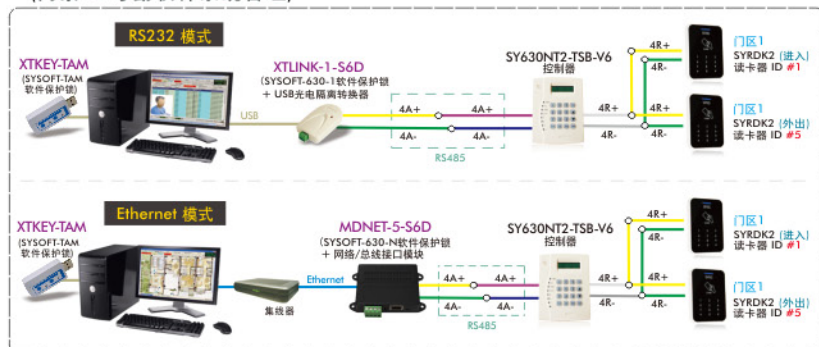 RS232 模式
XTKEY-TAM
(SYSOFT-TAM
软件保护锁)
USB
XTLINK-1-S6D
(SYSOFT-630-1软件保护锁
+ USB光电隔离转换器
4A+
4A+
4A-
4A-
RS485
SY630NT2-TSB-V6
控制器
4R+
4R-
4R+
4R-
门区1
SYRDK2 (进入)
读卡器 ID #1
4R+
4R-
门区1
SYRDK2 (外出)
读卡器 ID #5
Ethernet 模式
XTKEY-TAM
(SYSOFT-TAM
软件保护锁)
集线器
Ethernet
MDNET-5-S6D
(SYSOFT-630-N软件保护锁
+ 网络/总线接口模块
4A+
4A+
4A-
4A-
RS485
SY630NT2-TSB-V6
控制器
4R+
4R-
4R+
4R-
门区1
SYRDK2 (进入)
读卡器 ID #1
4R+
4R-
门区1
SYRDK2 (外出)
读卡器 ID #5